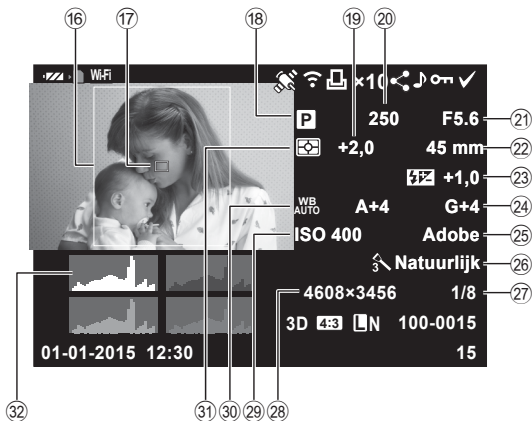 ⑯ ⑰ ⑱ ⑲ ⑳
Wi-Fi ×10
P 250 F5.6 ㉑
+2,0 45 mm ㉒
+1,0 ㉓
WB AUTO A+4 G+4 ㉔
ISO 400 Adobe ㉕
3 Natuurlijk ㉖
4608×3456 1/8 ㉗
3D 4:3 LN 100-0015
01-01-2015 12:30 15
㉜ ㉛ ㉚ ㉙ ㉘